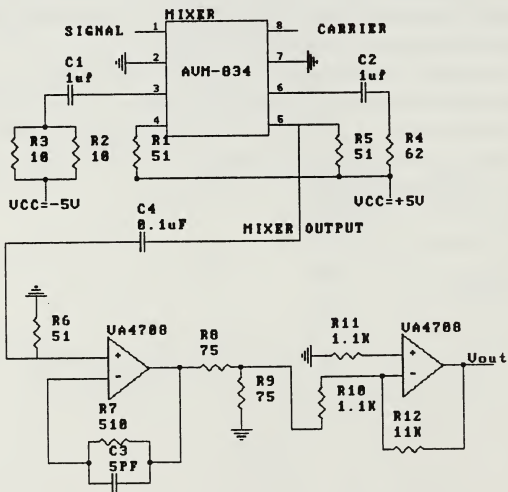 MIXER
SIGNAL 1
8 CARRIER
2
AVM-834
7
C1
1uf
C2
1uf
3
6
4
5
R3
10
R2
10
R1
51
R5
51
R4
62
VCC=-5V
VCC=+5V
C4
0.1uF
MIXER OUTPUT
R6
51
VA4708
R8
75
R11
1.1K
VA4708
Vout
+
-
+
-
R9
75
R10
1.1K
R7
510
R12
11K
C3
5PF